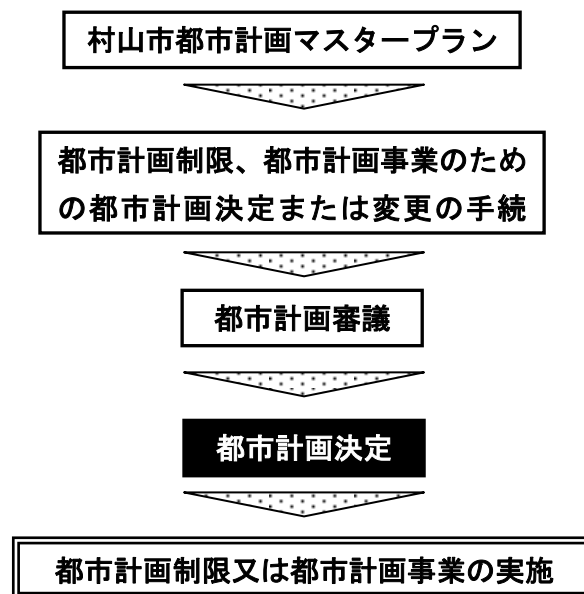 村山市都市計画マスタープラン
都市計画制限、都市計画事業のため
の都市計画決定または変更の手続
都市計画審議
都市計画決定
都市計画制限又は都市計画事業の実施